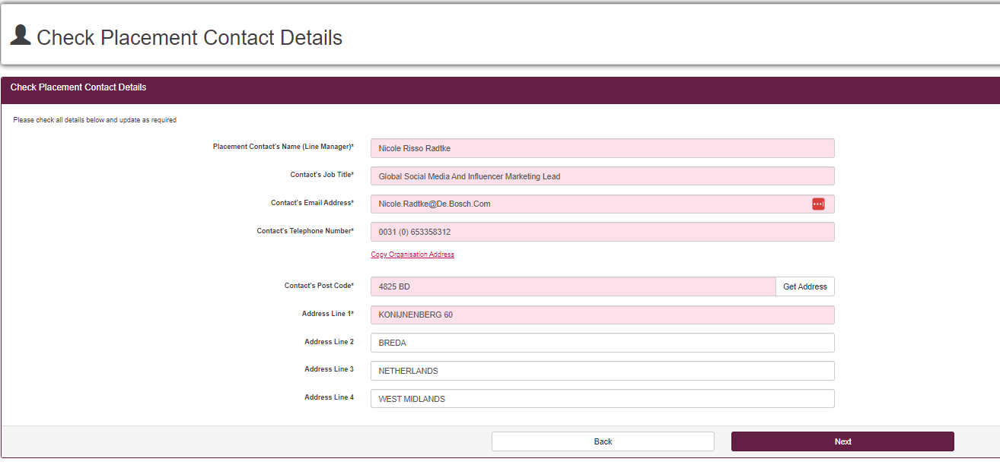 Check Placement Contact Details
Check Placement Contact Details
Please check all details below and update as required
Placement Contact's Name (Line Manager)* Nicole Risso Radtke
Contact's Job Title* Global Social Media And Influencer Marketing Lead
Contact's Email Address* Nicole.Radtke@De.Bosch.Com
Contact's Telephone Number* 0031 (0) 653358312
Copy Organisation Address
Contact's Post Code* 4825 BD Get Address
Address Line 1* KONIJNENBERG 60
Address Line 2 BREDA
Address Line 3 NETHERLANDS
Address Line 4 WEST MIDLANDS
Back Next